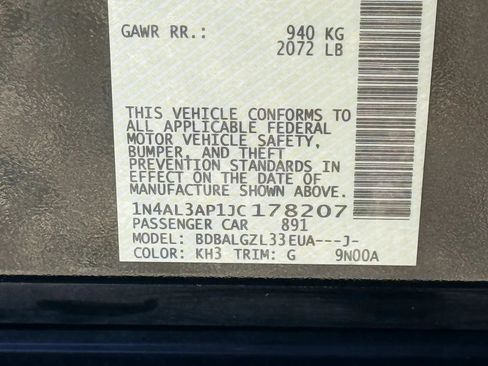 GAWR RR.: 940 KG
2072 LB
THIS VEHICLE CONFORMS TO
ALL APPLICABLE FEDERAL
MOTOR VEHICLE SAFETY,
BUMPER, AND THEFT
PREVENTION STANDARDS IN
EFFECT ON THE DATE OF
MANUFACTURE SHOWN ABOVE.
1N4AL3AP1JC178207
PASSENGER CAR 891
MODEL: BDBALGZL33EUA---J-
COLOR: KH3 TRIM: G 9N00A